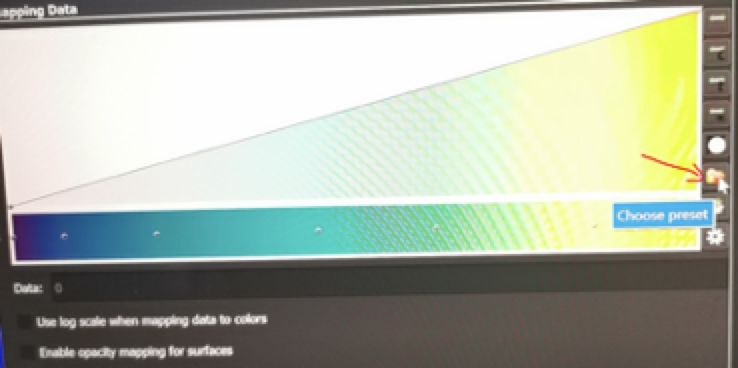 apping Data
Choose preset
Data: 0
Use log scale when mapping data to colors
Enable opacity mapping for surfaces